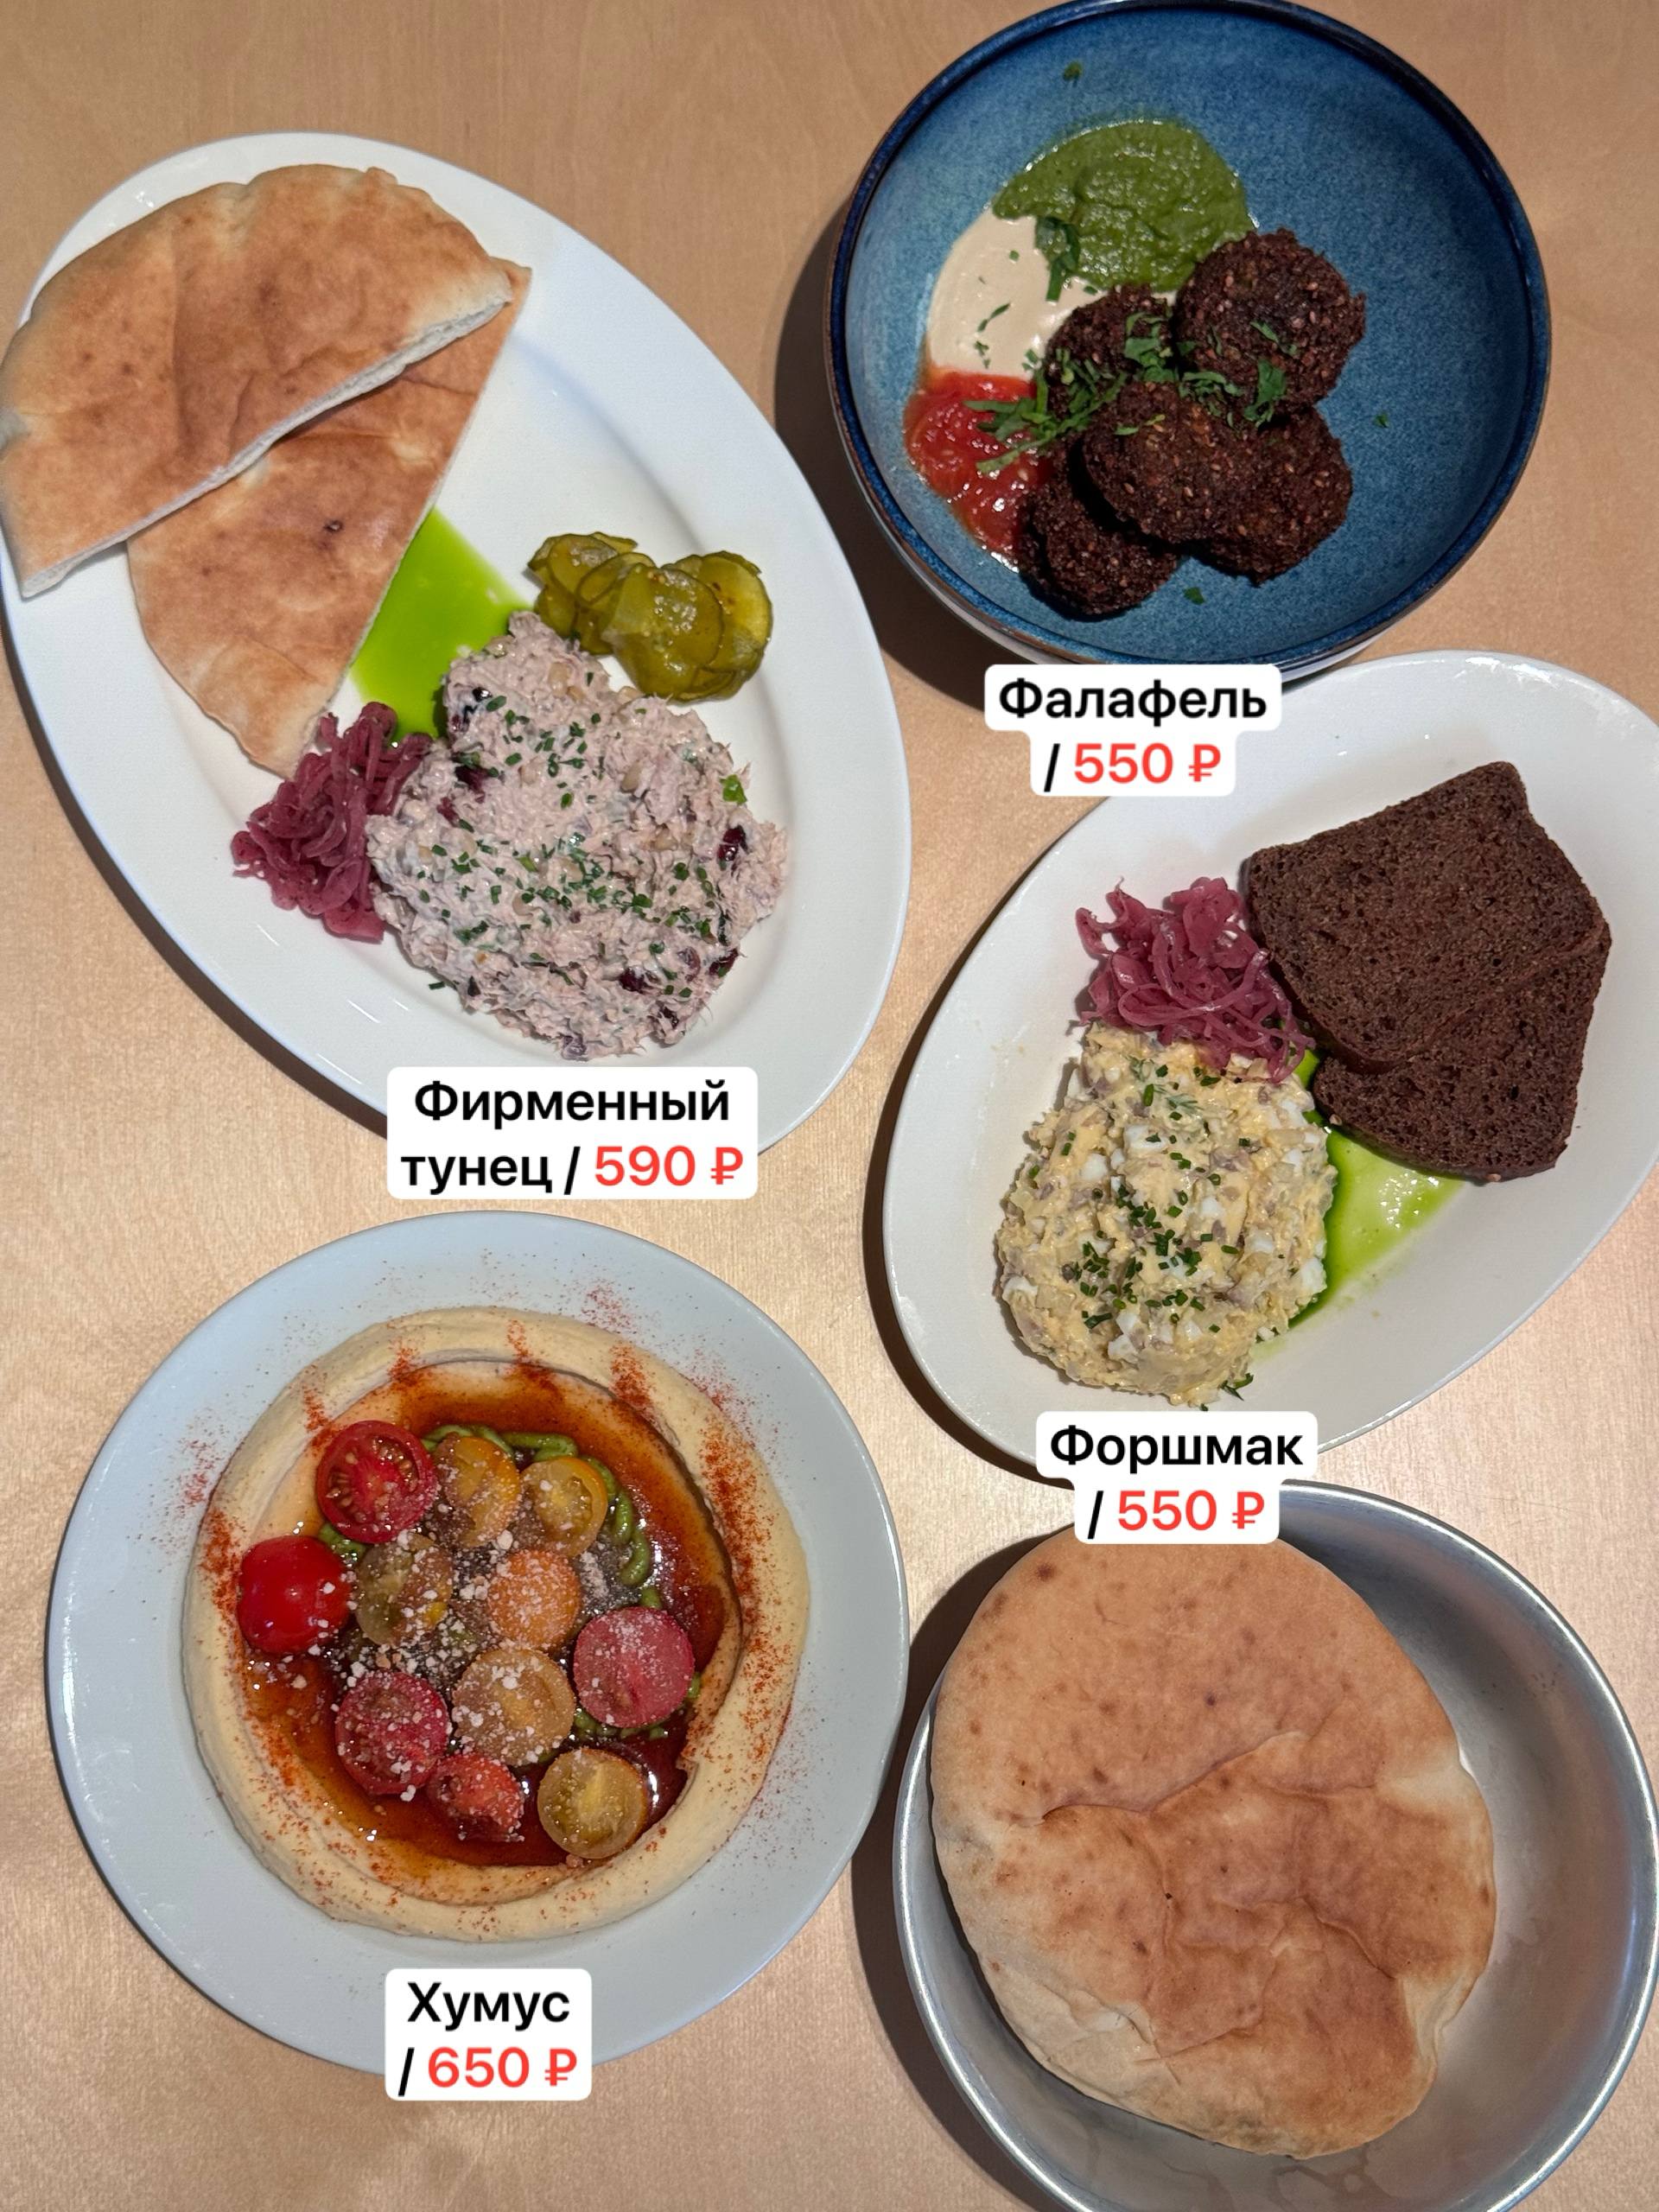 Фалафель
/ 550 ₽
Фирменный
тунец / 590 ₽
Форшмак
/ 550 ₽
Хумус
/ 650 ₽